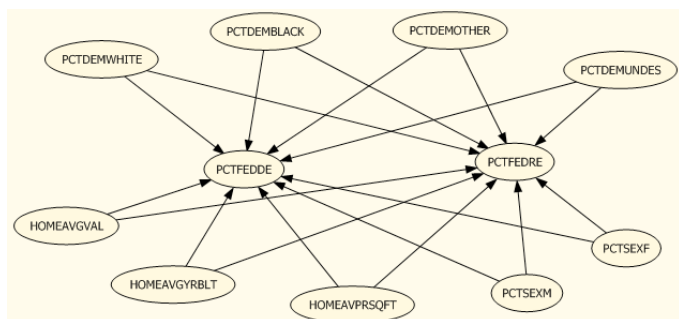 PCTDEMBLACK
PCTDEMOTHER
PCTDEMWHITE
PCTDEMUNDES
PCTFEDDE
PCTFEDRE
HOMEAVGVAL
PCTSEXF
HOMEAVGYRBLT
PCTSEXM
HOMEAVPRSQFT